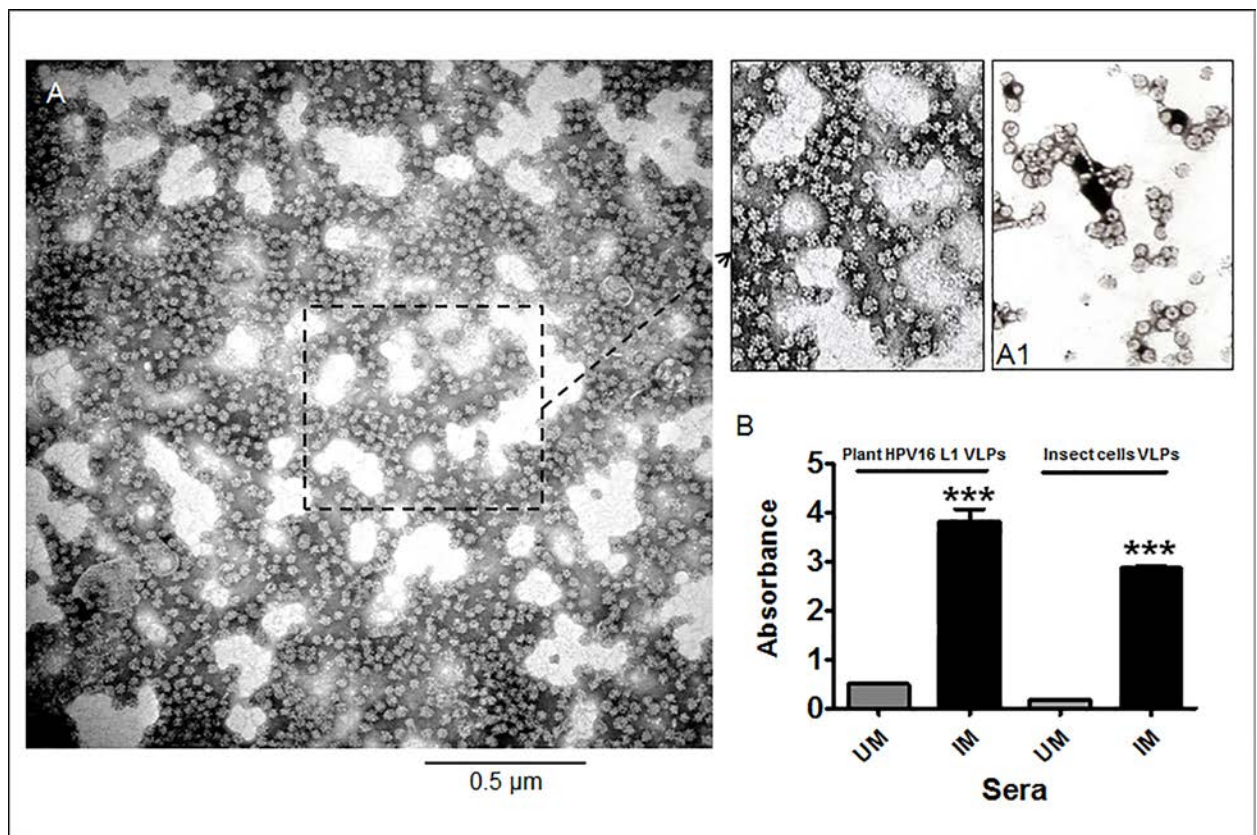 A
A1
0.5 µm
B
Plant HPV16 L1 VLPs
Insect cells VLPs
5
4
3
2
1
0
Absorbance
***
***
UM
IM
UM
IM
Sera